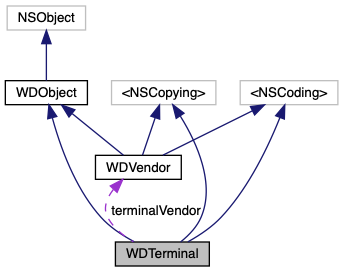 NSObject
WDObject
<NSCopying>
<NSCoding>
WDVendor
terminalVendor
WDTerminal